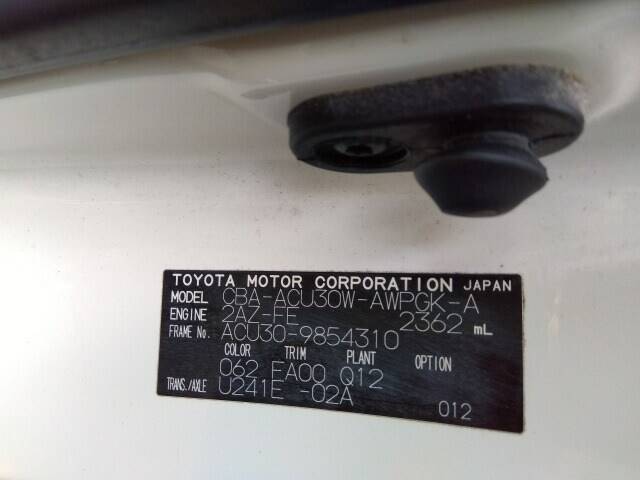 TOYOTA MOTOR CORPORATION JAPAN
MODEL CBA-ACU30W-AWPGK-A
ENGINE 2AZ-FE 2362 mL
FRAME No. ACU30-9854310
COLOR TRIM PLANT OPTION
062 FA00 Q12
TRANS./AXLE U241E -02A
012